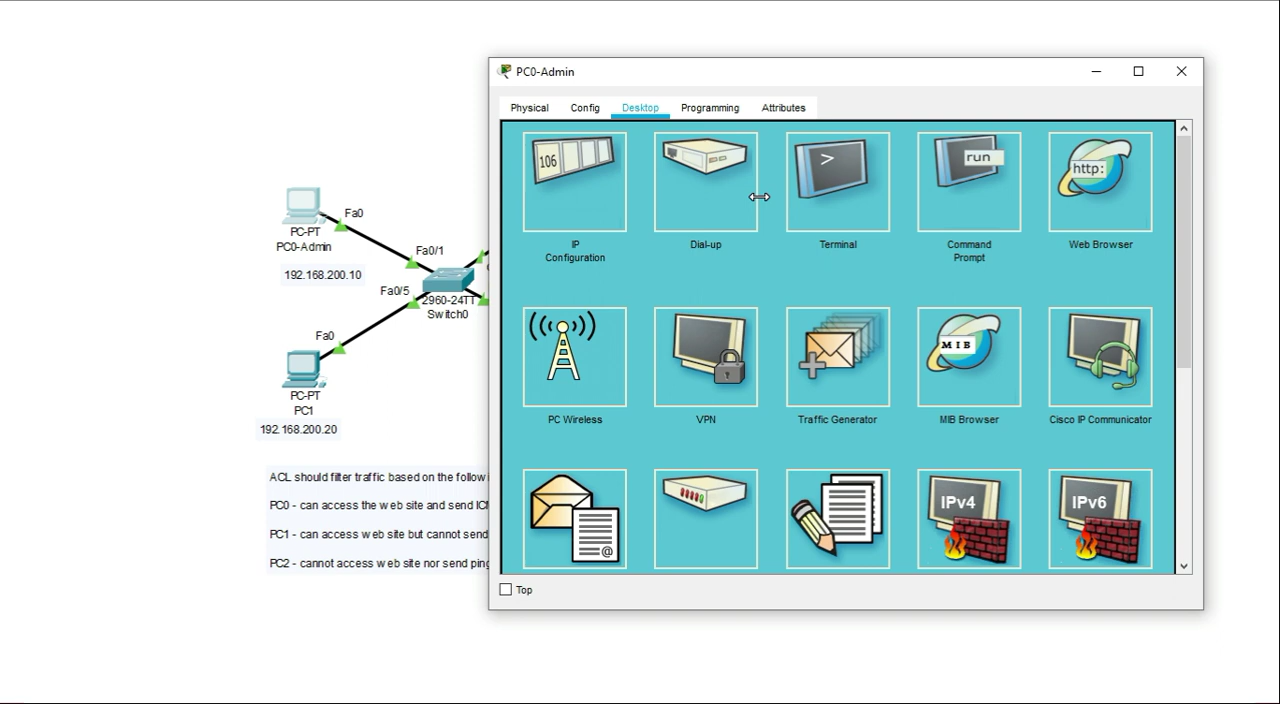 PC0-Admin
Physical
Config
Desktop
Programming
Attributes
106
>
run
http:
IP
Configuration
Dial-up
Terminal
Command
Prompt
Web Browser
MIB
PC Wireless
VPN
Traffic Generator
MIB Browser
Cisco IP Communicator
@
IPv4
IPv6
Top
Fa0
PC-PT
PC0-Admin
192.168.200.10
Fa0/1
Fa0/5
2960-24TT
Switch0
Fa0
PC-PT
PC1
192.168.200.20
ACL should filter traffic based on the follow
PC0 - can access the web site and send IC
PC1 - can access web site but cannot send
PC2 - cannot access web site nor send ping